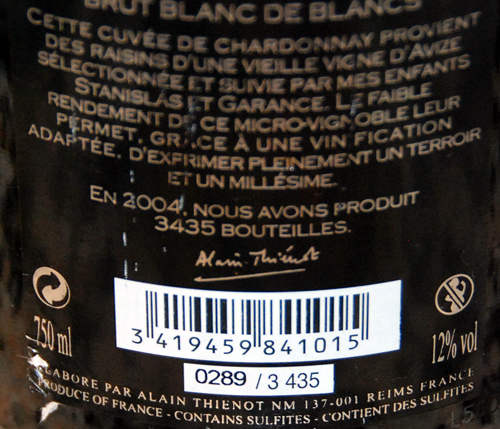 BRUT BLANC DE BLANCS
CETTE CUVÉE DE CHARDONNAY PROVIENT
DES RAISINS D'UNE VIEILLE VIGNE D'AVIZE
SÉLECTIONNÉE ET SUIVIE PAR MES ENFANTS
STANISLAS ET GARANCE. LE FAIBLE
RENDEMENT DE CE MICROVIGNOBLE LEUR
PERMET, GRÂCE À UNE VINIFICATION
ADAPTÉE, D'EXPRIMER PLEINEMENT UN TERROIR
ET UN MILLÉSIME.
EN 2004, NOUS AVONS PRODUIT
3435 BOUTEILLES.
Alain Thiénot
750 ml
12% vol
3 419459 841015
0289 / 3 435
ELABORE PAR ALAIN THIENOT NM 137-001 REIMS FRANCE
PRODUCE OF FRANCE - CONTAINS SULFITES - CONTIENT DES SULFITES
L5